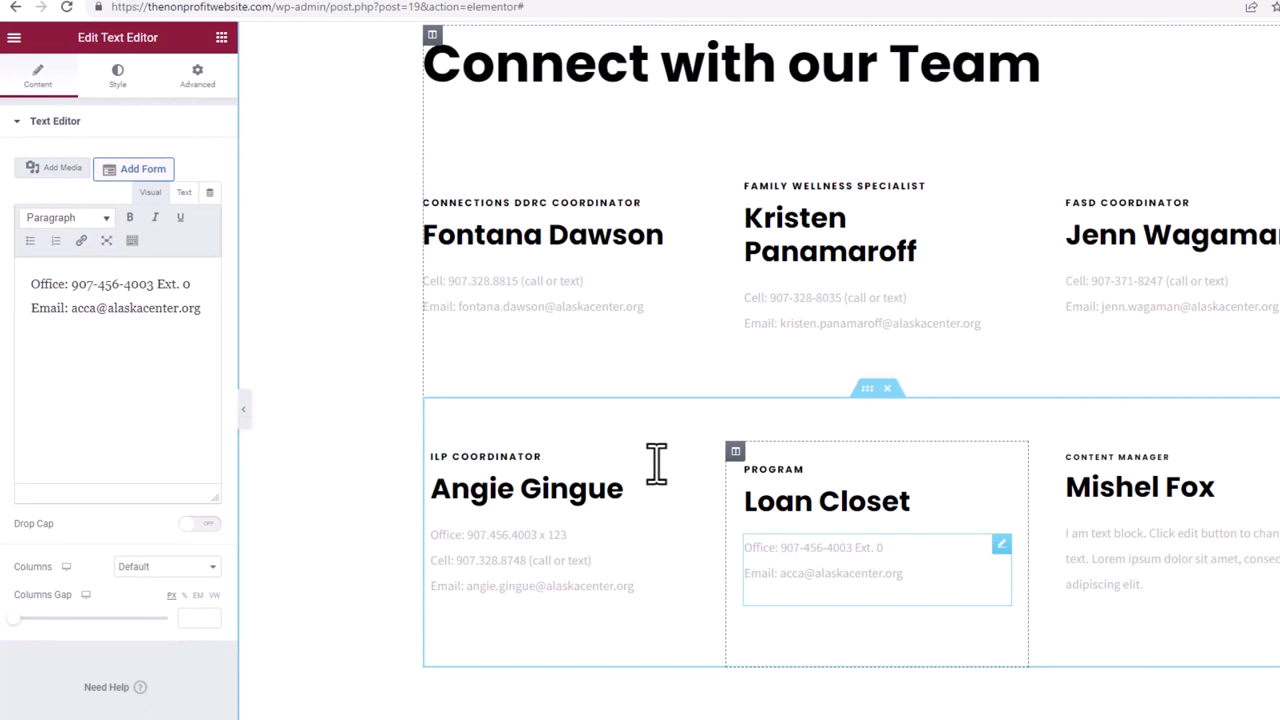 https://thenonprofitwebsite.com/wp-admin/post.php?post=19&action=elementor#
Edit Text Editor
Content
Style
Advanced
Text Editor
Add Media
Add Form
Visual
Text
Paragraph
B I U
Office: 907-456-4003 Ext. 0
Email: acca@alaskacenter.org
Drop Cap
OFF
Columns
Default
Columns Gap
PX % EM VW
Need Help ?
Connect with our Team
CONNECTIONS DDRC COORDINATOR
Fontana Dawson
Cell: 907.328.8815 (call or text)
Email: fontana.dawson@alaskacenter.org
FAMILY WELLNESS SPECIALIST
Kristen
Panamaroff
Cell: 907-328-8035 (call or text)
Email: kristen.panamaroff@alaskacenter.org
FASD COORDINATOR
Jenn Wagama
Cell: 907-371-8247 (call or text)
Email: jenn.wagaman@alaskacenter.org
ILP COORDINATOR
Angie Gingue
Office: 907.456.4003 x 123
Cell: 907.328.8748 (call or text)
Email: angie.gingue@alaskacenter.org
PROGRAM
Loan Closet
Office: 907-456-4003 Ext. 0
Email: acca@alaskacenter.org
CONTENT MANAGER
Mishel Fox
I am text block. Click edit button to chan
text. Lorem ipsum dolor sit amet, consec
adipiscing elit.